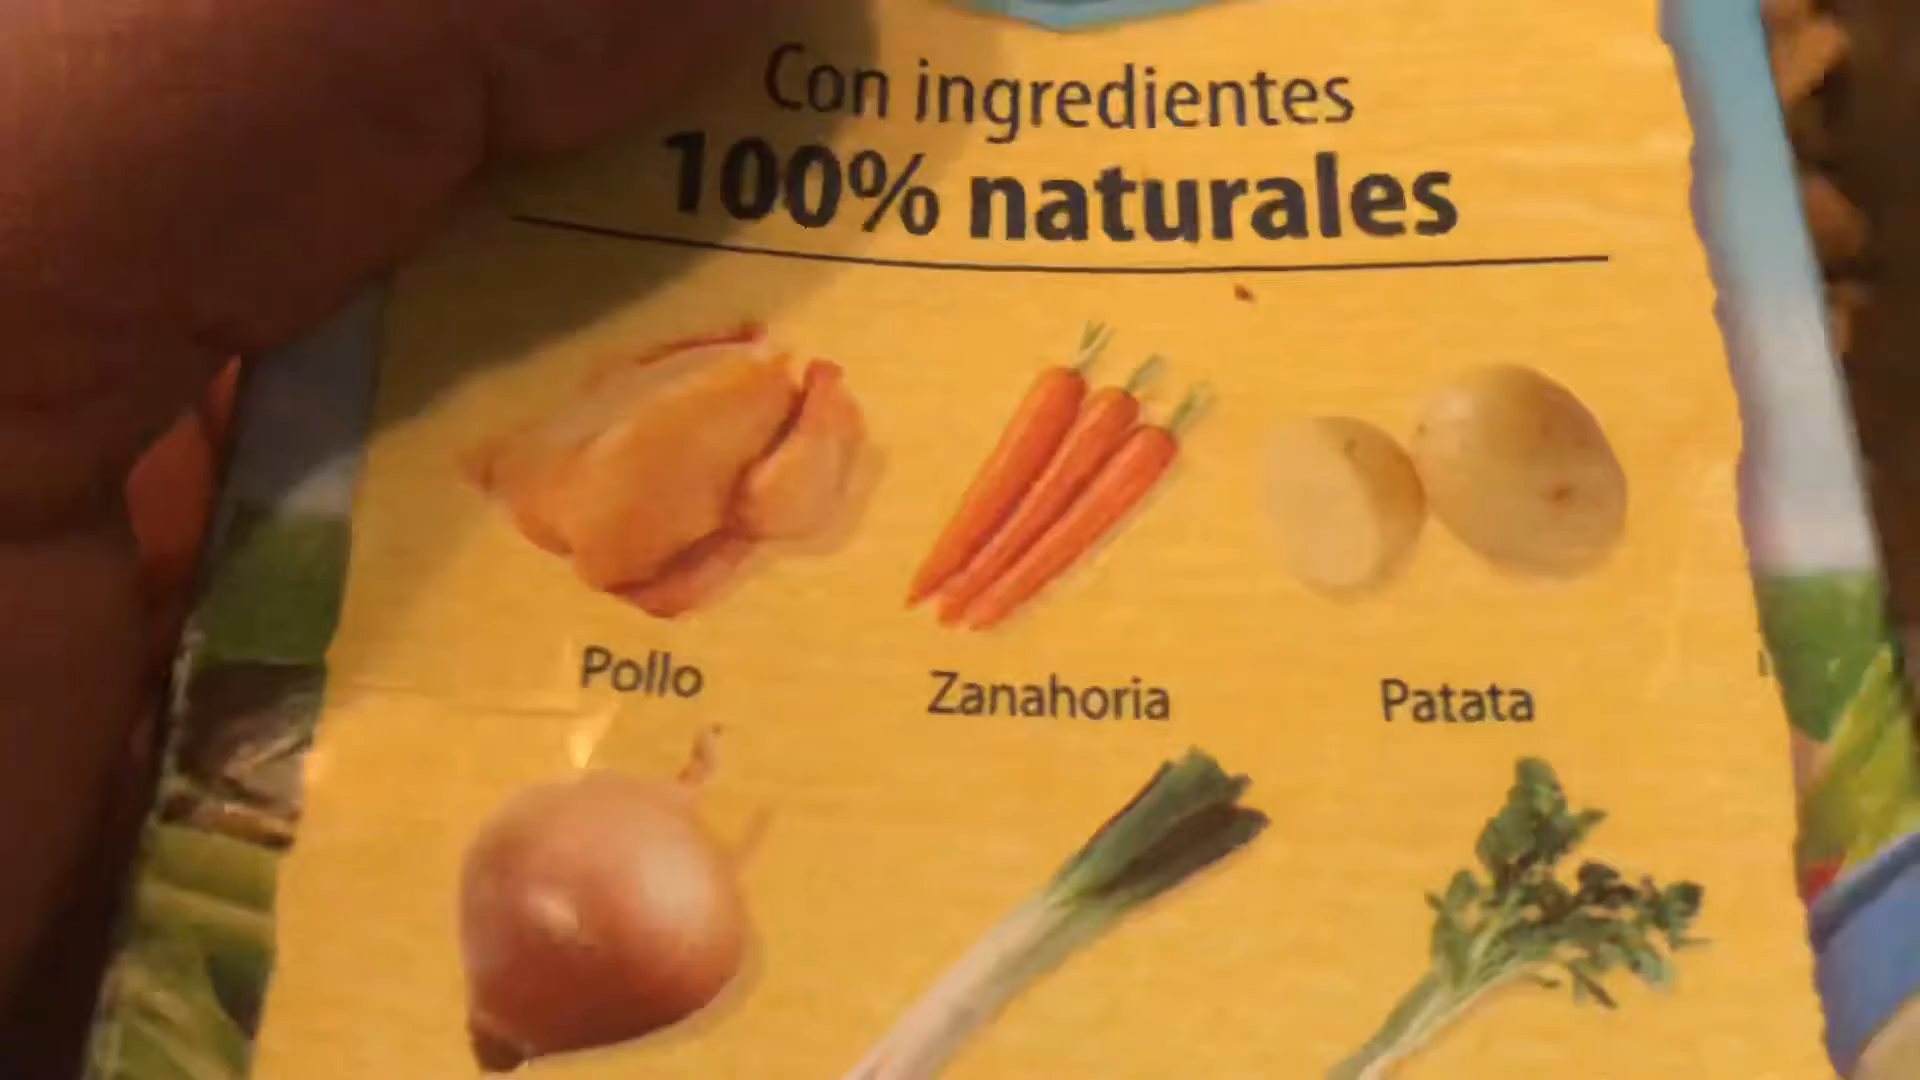 Con ingredientes
100% naturales
Pollo
Zanahoria
Patata